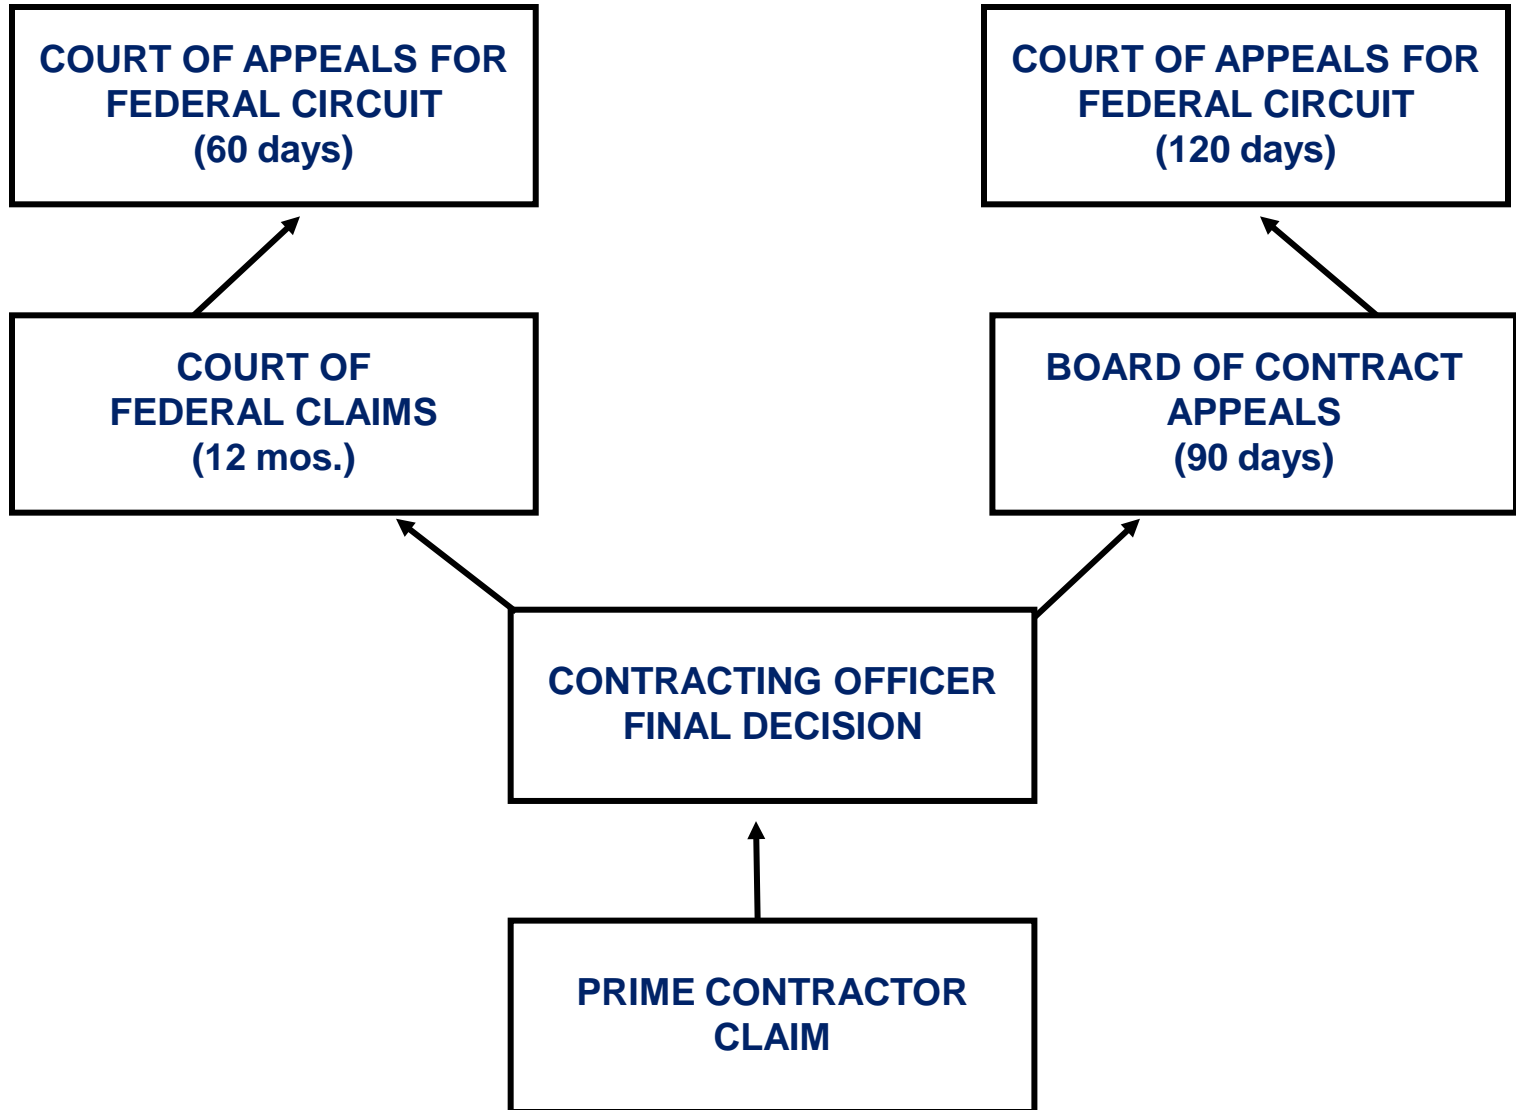 COURT OF APPEALS FOR
FEDERAL CIRCUIT
(60 days)
COURT OF APPEALS FOR
FEDERAL CIRCUIT
(120 days)
COURT OF
FEDERAL CLAIMS
(12 mos.)
BOARD OF CONTRACT
APPEALS
(90 days)
CONTRACTING OFFICER
FINAL DECISION
PRIME CONTRACTOR
CLAIM